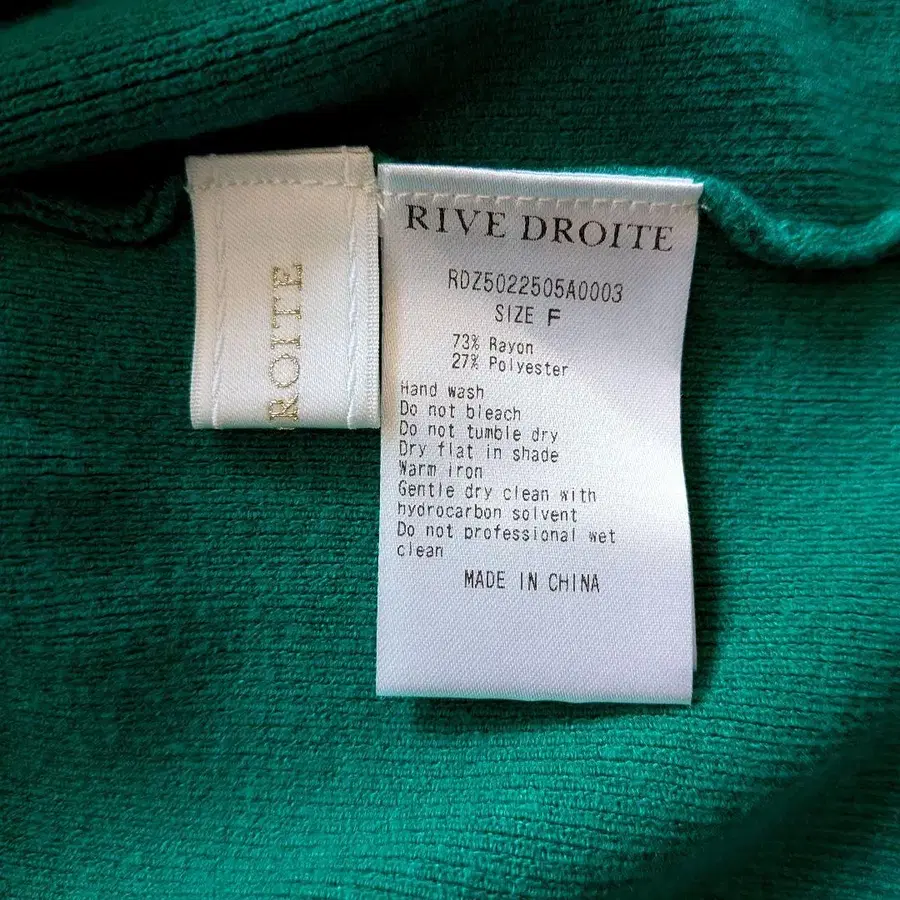 ROITE
RIVE DROITE
RDZ5022505A0003
SIZE F
73% Rayon
27% Polyester
Hand wash
Do not bleach
Do not tumble dry
Dry flat in shade
Warm iron
Gentle dry clean with
hydrocarbon solvent
Do not professional wet
clean
MADE IN CHINA